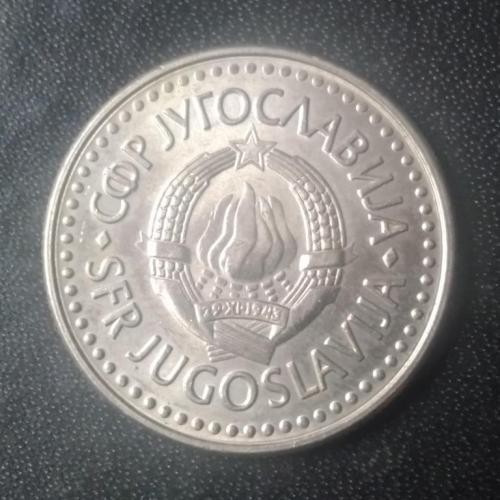 СФР ЈУГОСЛАВИЈА
29·XI·1943
SFR JUGOSLAVIJA